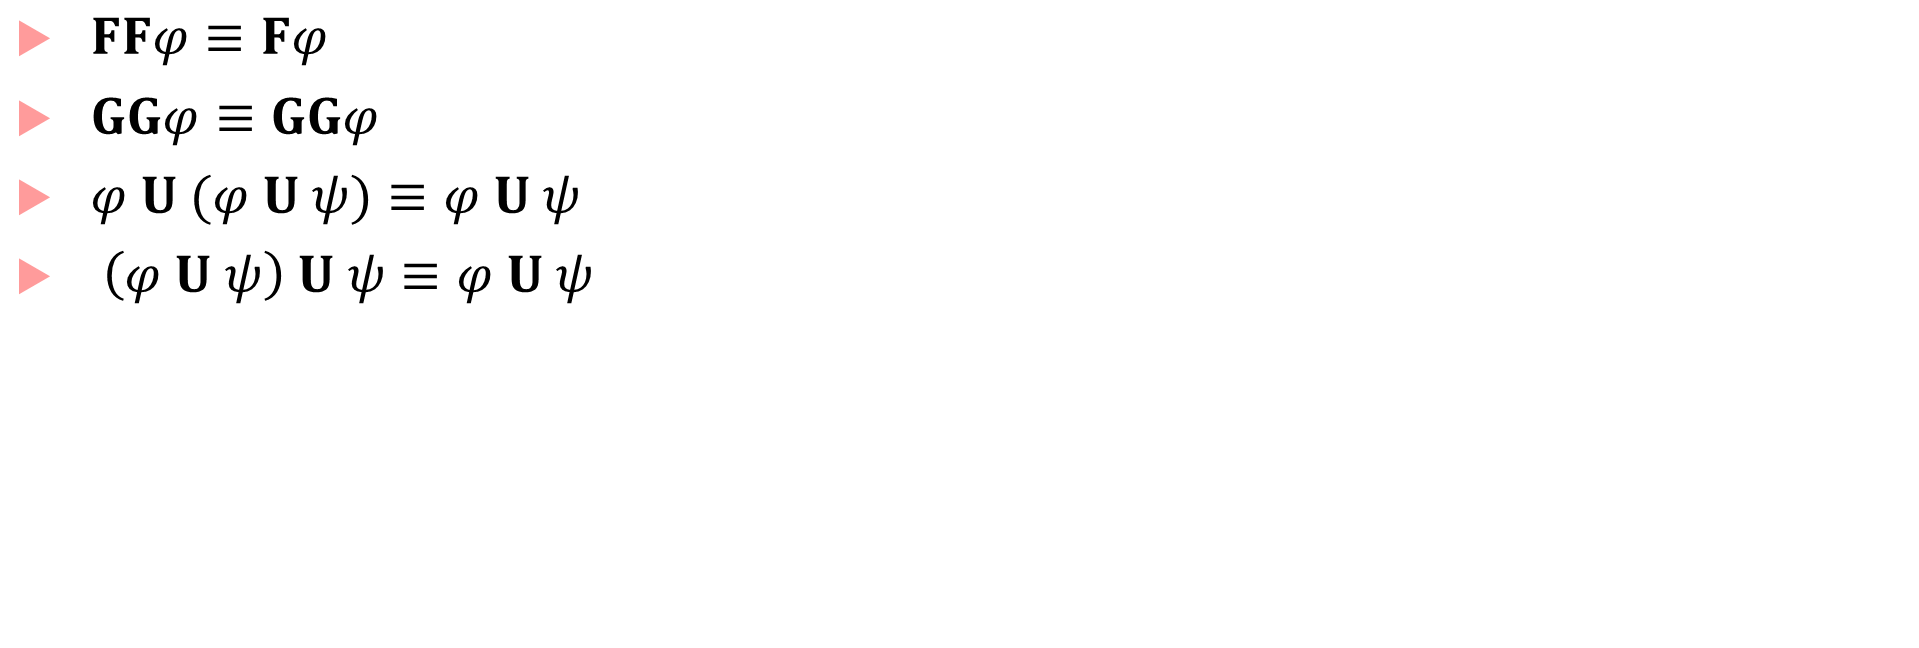 ▶ 𝐅𝐅𝜑 ≡ 𝐅𝜑
▶ 𝐆𝐆𝜑 ≡ 𝐆𝐆𝜑
▶ 𝜑 𝐔 (𝜑 𝐔 𝜓) ≡ 𝜑 𝐔 𝜓
▶ (𝜑 𝐔 𝜓) 𝐔 𝜓 ≡ 𝜑 𝐔 𝜓